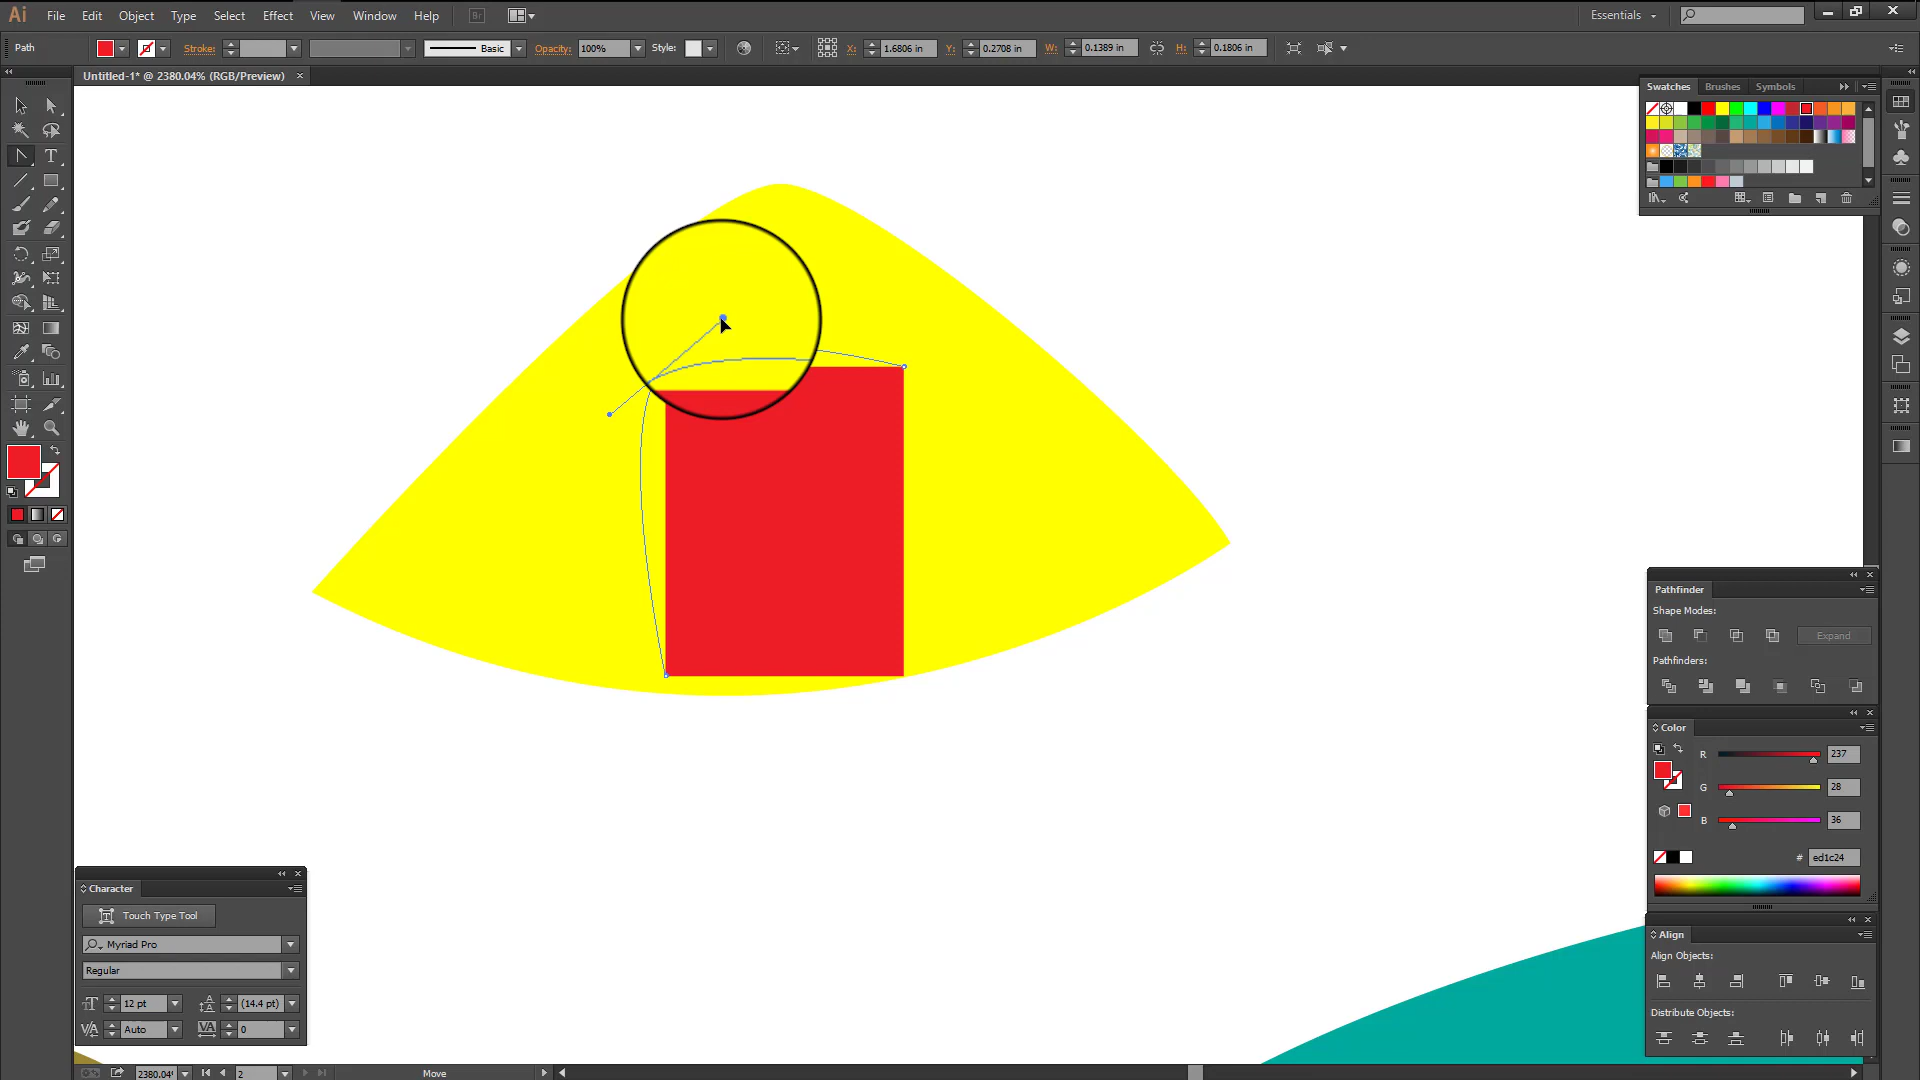 Ai File Edit Object Type Select Effect View Window Help Br Essentials
Path Stroke: Basic Opacity: 100% Style: X: 1.6806 in Y: 0.2708 in W: 0.1389 in H: 0.1806 in
Untitled-1* @ 2380.04% (RGB/Preview) ×
Swatches Brushes Symbols
Pathfinder
Shape Modes:
Expand
Pathfinders:
Color
R 237
G 28
B 36
# ed1c24
Character
Touch Type Tool
Myriad Pro
Regular
12 pt (14.4 pt)
Auto 0
Align
Align Objects:
Distribute Objects:
2380.04% 2 Move